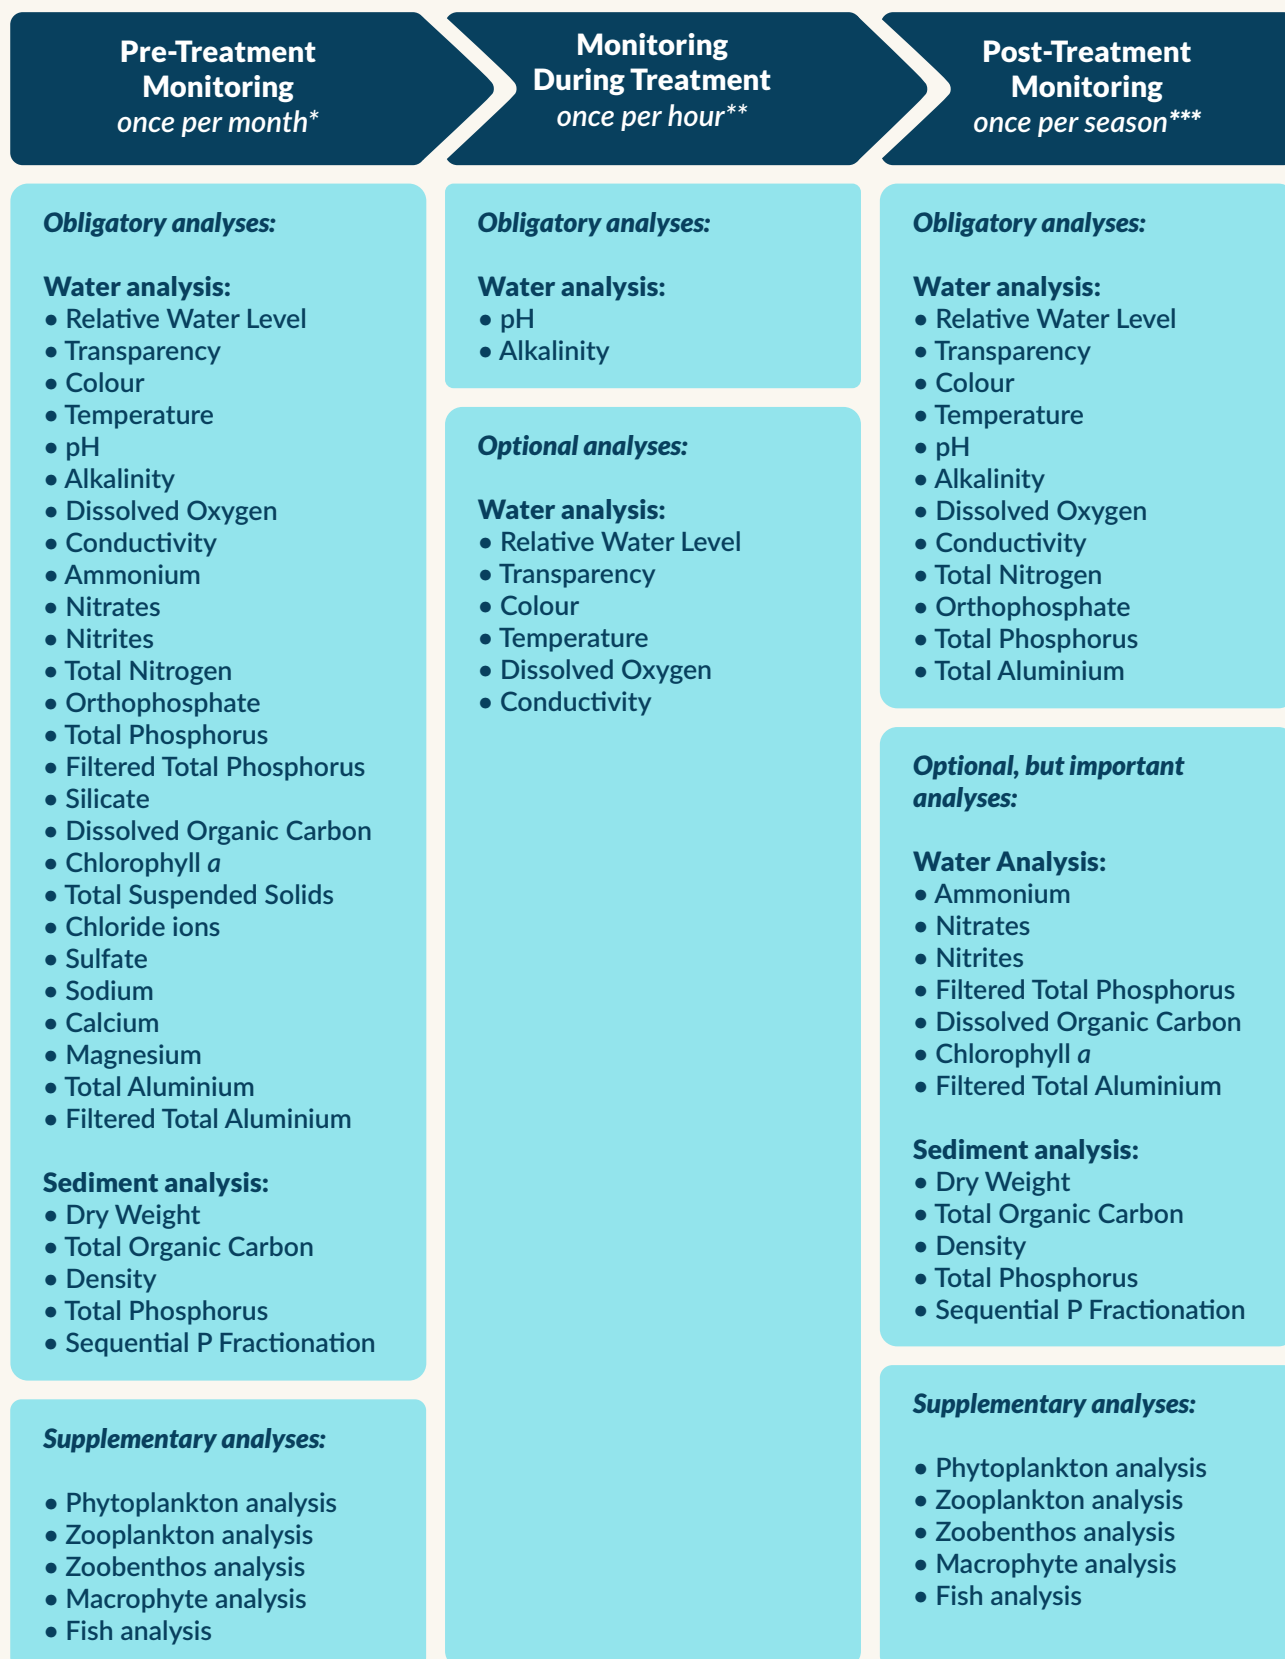 Pre-Treatment
Monitoring
once per month*
Monitoring
During Treatment
once per hour**
Post-Treatment
Monitoring
once per season***
Obligatory analyses:
Water analysis:
• Relative Water Level
• Transparency
• Colour
• Temperature
• pH
• Alkalinity
• Dissolved Oxygen
• Conductivity
• Ammonium
• Nitrates
• Nitrites
• Total Nitrogen
• Orthophosphate
• Total Phosphorus
• Filtered Total Phosphorus
• Silicate
• Dissolved Organic Carbon
• Chlorophyll a
• Total Suspended Solids
• Chloride ions
• Sulfate
• Sodium
• Calcium
• Magnesium
• Total Aluminium
• Filtered Total Aluminium
Sediment analysis:
• Dry Weight
• Total Organic Carbon
• Density
• Total Phosphorus
• Sequential P Fractionation
Supplementary analyses:
• Phytoplankton analysis
• Zooplankton analysis
• Zoobenthos analysis
• Macrophyte analysis
• Fish analysis
Obligatory analyses:
Water analysis:
• pH
• Alkalinity
Optional analyses:
Water analysis:
• Relative Water Level
• Transparency
• Colour
• Temperature
• Dissolved Oxygen
• Conductivity
Obligatory analyses:
Water analysis:
• Relative Water Level
• Transparency
• Colour
• Temperature
• pH
• Alkalinity
• Dissolved Oxygen
• Conductivity
• Total Nitrogen
• Orthophosphate
• Total Phosphorus
• Total Aluminium
Optional, but important
analyses:
Water Analysis:
• Ammonium
• Nitrates
• Nitrites
• Filtered Total Phosphorus
• Dissolved Organic Carbon
• Chlorophyll a
• Filtered Total Aluminium
Sediment analysis:
• Dry Weight
• Total Organic Carbon
• Density
• Total Phosphorus
• Sequential P Fractionation
Supplementary analyses:
• Phytoplankton analysis
• Zooplankton analysis
• Zoobenthos analysis
• Macrophyte analysis
• Fish analysis